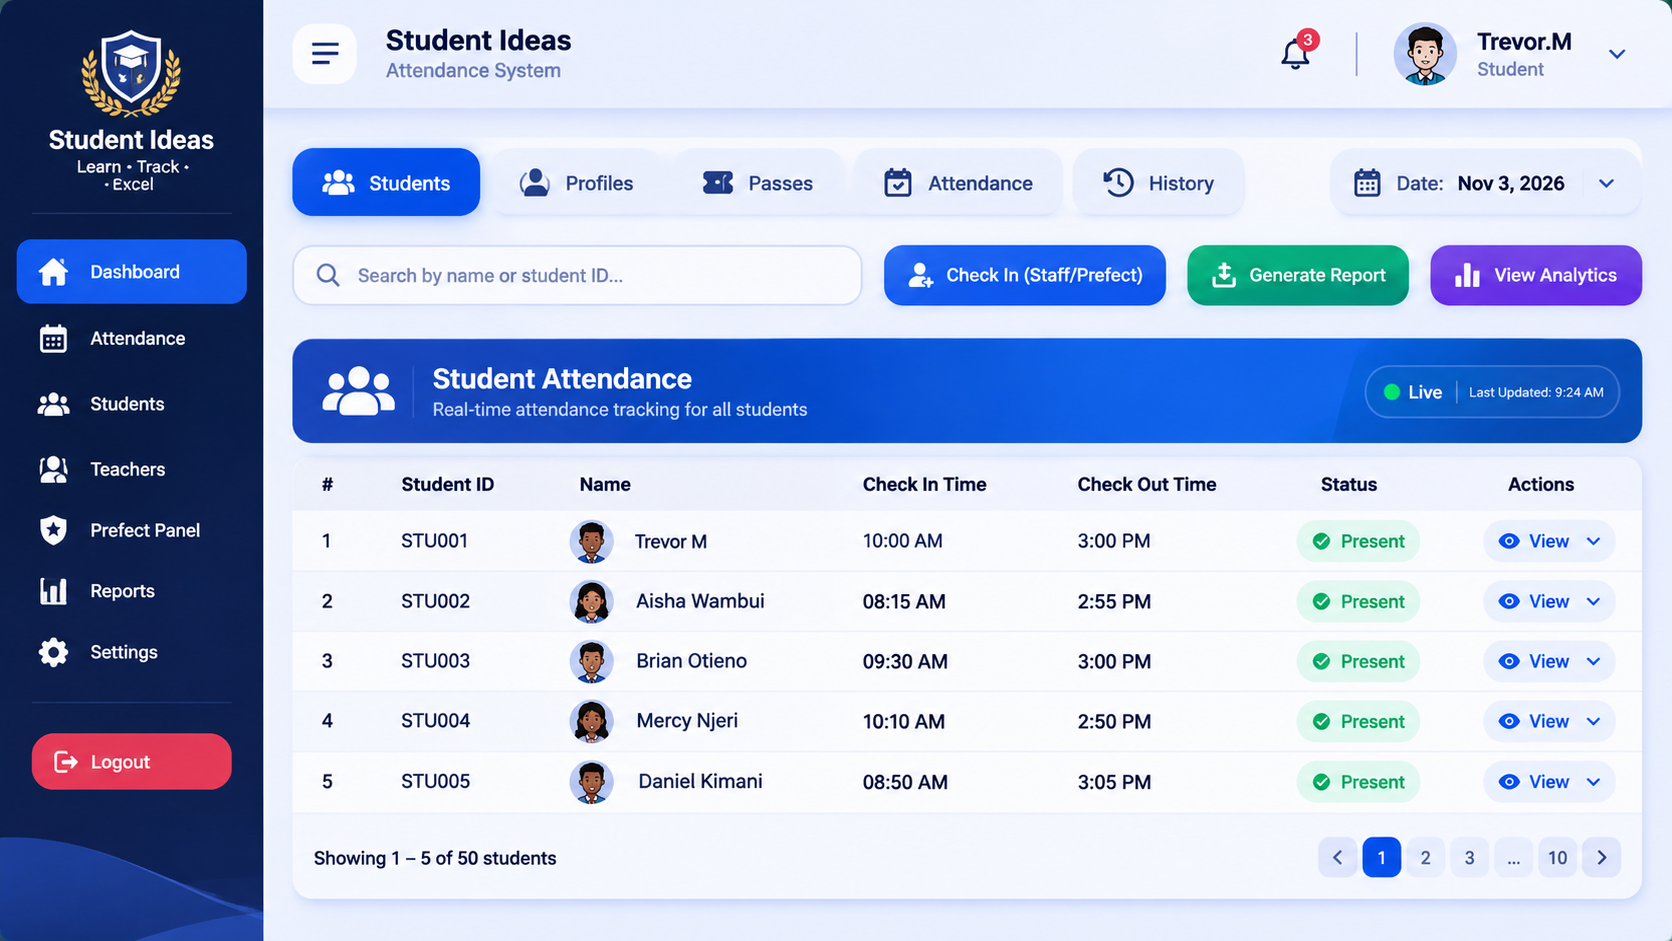 Student Ideas
Learn • Track •
• Excel
Dashboard
Attendance
Students
Teachers
Prefect Panel
Reports
Settings
Logout
Student Ideas
Attendance System
3
Trevor.M
Student
Students
Profiles
Passes
Attendance
History
Date: Nov 3, 2026
Search by name or student ID...
Check In (Staff/Prefect)
Generate Report
View Analytics
Student Attendance
Real-time attendance tracking for all students
Live
Last Updated: 9:24 AM
# Student ID Name Check In Time Check Out Time Status Actions
1 STU001 Trevor M 10:00 AM 3:00 PM Present View
2 STU002 Aisha Wambui 08:15 AM 2:55 PM Present View
3 STU003 Brian Otieno 09:30 AM 3:00 PM Present View
4 STU004 Mercy Njeri 10:10 AM 2:50 PM Present View
5 STU005 Daniel Kimani 08:50 AM 3:05 PM Present View
Showing 1 – 5 of 50 students
1 2 3 ... 10